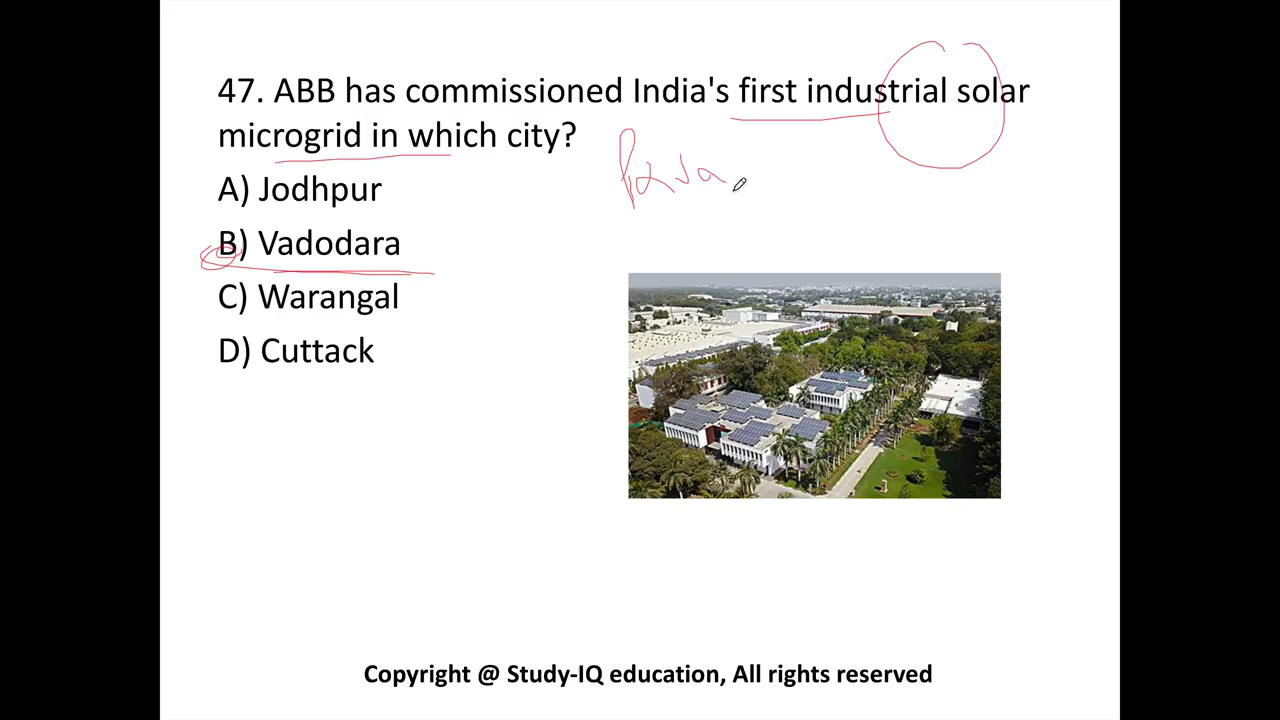 47. ABB has commissioned India's first industrial solar
microgrid in which city?
A) Jodhpur
B) Vadodara
C) Warangal
D) Cuttack
Copyright @ Study-IQ education, All rights reserved